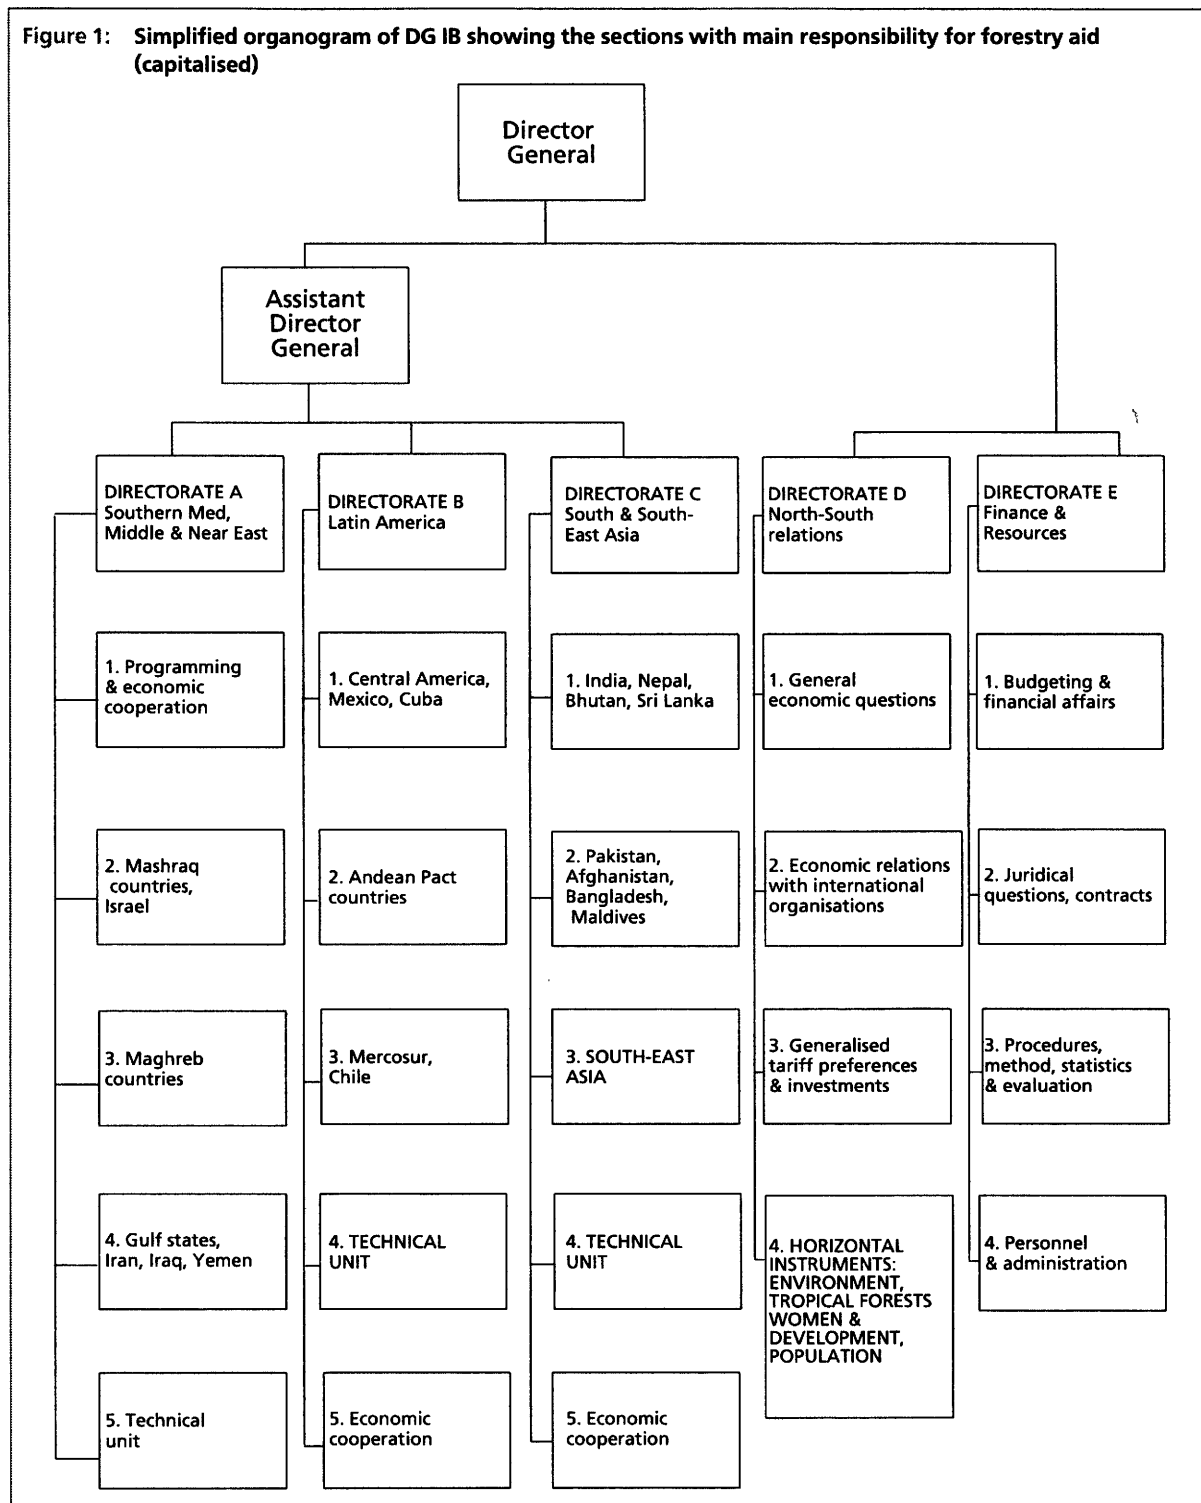 Figure 1: Simplified organogram of DG IB showing the sections with main responsibility for forestry aid
(capitalised)
Director
General
Assistant
Director
General
DIRECTORATE A
Southern Med,
Middle & Near East
DIRECTORATE B
Latin America
DIRECTORATE C
South & South-
East Asia
DIRECTORATE D
North-South
relations
DIRECTORATE E
Finance &
Resources
1. Programming
& economic
cooperation
1. Central America,
Mexico, Cuba
1. India, Nepal,
Bhutan, Sri Lanka
1. General
economic questions
1. Budgeting &
financial affairs
2. Mashraq
countries,
Israel
2. Andean Pact
countries
2. Pakistan,
Afghanistan,
Bangladesh,
Maldives
2. Economic relations
with international
organisations
2. Juridical
questions, contracts
3. Maghreb
countries
3. Mercosur,
Chile
3. SOUTH-EAST
ASIA
3. Generalised
tariff preferences
& investments
3. Procedures,
method, statistics
& evaluation
4. Gulf states,
Iran, Iraq, Yemen
4. TECHNICAL
UNIT
4. TECHNICAL
UNIT
4. HORIZONTAL
INSTRUMENTS:
ENVIRONMENT,
TROPICAL FORESTS
WOMEN &
DEVELOPMENT,
POPULATION
4. Personnel
& administration
5. Technical
unit
5. Economic
cooperation
5. Economic
cooperation